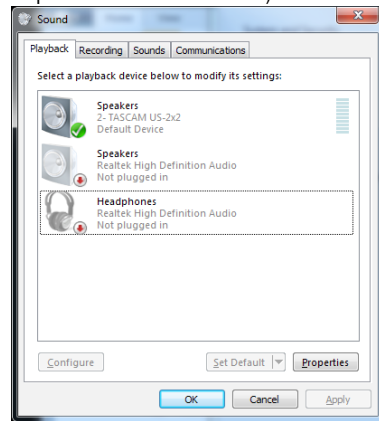 Sound
Playback Recording Sounds Communications
Select a playback device below to modify its settings:
Speakers
2- TASCAM US-2x2
Default Device
Speakers
Realtek High Definition Audio
Not plugged in
Headphones
Realtek High Definition Audio
Not plugged in
Configure Set Default Properties
OK Cancel Apply